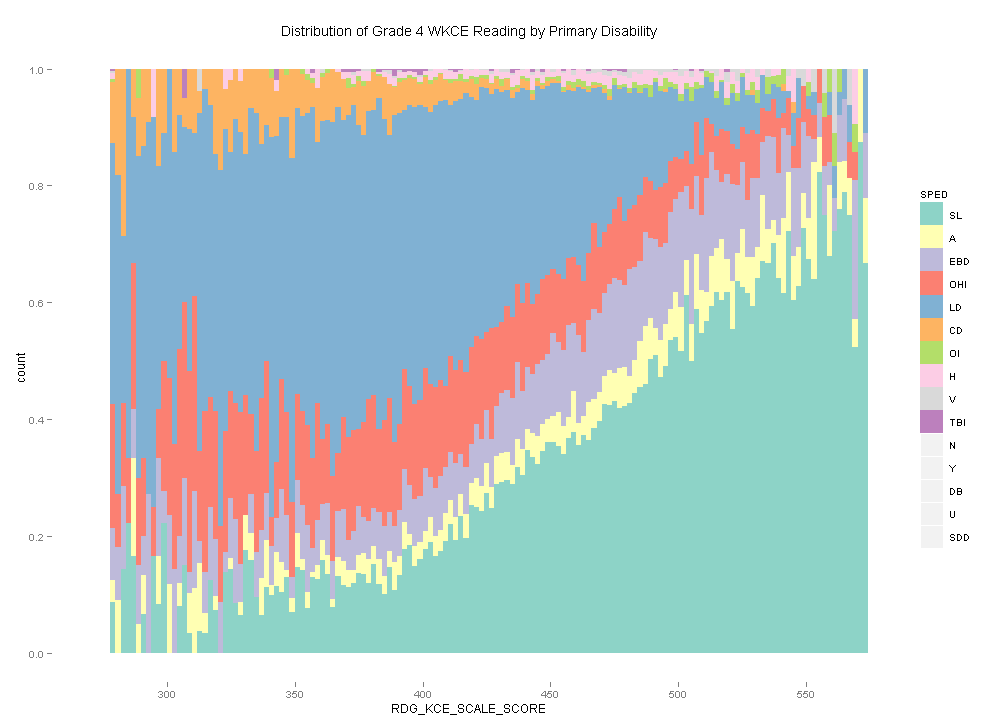 Distribution of Grade 4 WKCE Reading by Primary Disability
1.0
0.8
0.6
0.4
0.2
0.0
count
300
350
400
450
500
550
RDG_KCE_SCALE_SCORE
SPED
SL
A
EBD
OHI
LD
CD
OI
H
V
TBI
N
Y
DB
U
SDD